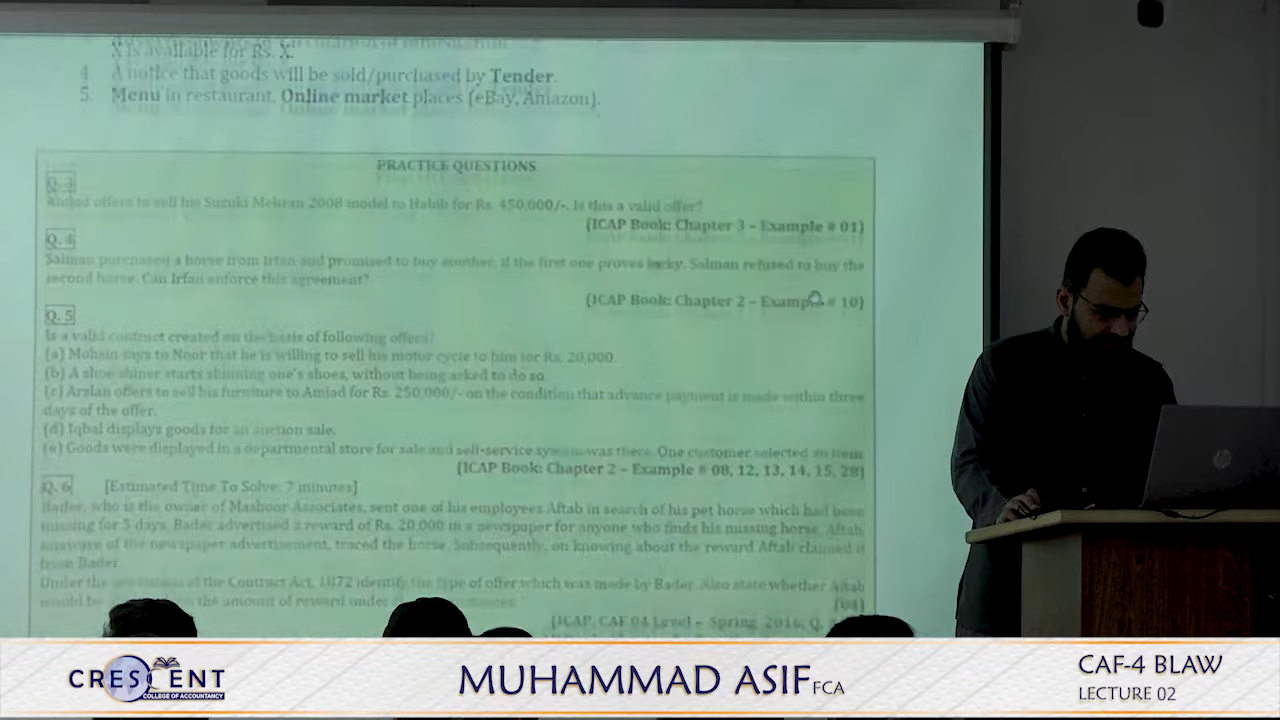 X is available for Rs. X.
4. A notice that goods will be sold/purchased by Tender.
5. Menu in restaurant, Online market places (eBay, Amazon).
PRACTICE QUESTIONS
Q. 3
Amjad offers to sell his Suzuki Mehran 2008 model to Habib for Rs. 450,000/-. Is this a valid offer?
(ICAP Book: Chapter 3 – Example # 01)
Q. 4
Salman purchased a horse from Irfan and promised to buy another, if the first one proves lucky. Salman refused to buy the
second horse. Can Irfan enforce this agreement?
(ICAP Book: Chapter 2 – Example # 10)
Q. 5
Is a valid contract created on the basis of following offers?
(a) Mohsin says to Noor that he is willing to sell his motor cycle to him for Rs. 20,000.
(b) A shoe shiner starts shinning one's shoes, without being asked to do so.
(c) Arslan offers to sell his furniture to Amjad for Rs. 250,000/- on the condition that advance payment is made within three
days of the offer.
(d) Iqbal displays goods for an auction sale.
(e) Goods were displayed in a departmental store for sale and self-service system was there. One customer selected an item
(ICAP Book: Chapter 2 – Example # 08, 12, 13, 14, 15, 28)
Q. 6 [Estimated Time To Solve: 7 minutes]
Bader, who is the owner of Mashoor Associates, sent one of his employees Aftab in search of his pet horse which had been
missing for 5 days. Bader advertised a reward of Rs. 20,000 in a newspaper for anyone who finds his missing horse. Aftab,
unaware of the newspaper advertisement, traced the horse. Subsequently, on knowing about the reward Aftab claimed it
from Bader.
Under the provisions of the Contract Act, 1872 identify the type of offer which was made by Bader. Also state whether Aftab
would be the amount of reward under
(04)
(ICAP, CAF 04 Level – Spring 2016, Q.
CRESCENT
COLLEGE OF ACCOUNTANCY
MUHAMMAD ASIF FCA
CAF-4 BLAW
LECTURE 02
hp